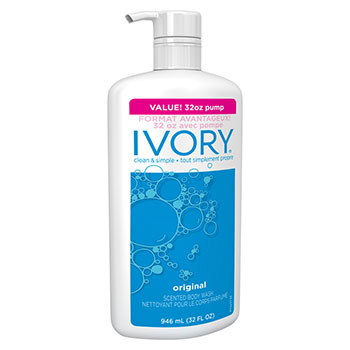 VALUE! 32oz pump
FORMAT AVANTAGEUX!
32 oz avec pompe
IVORY®
clean & simple • tout simplement propre
original
SCENTED BODY WASH
NETTOYANT POUR LE CORPS PARFUMÉ
946 mL (32 FL OZ)